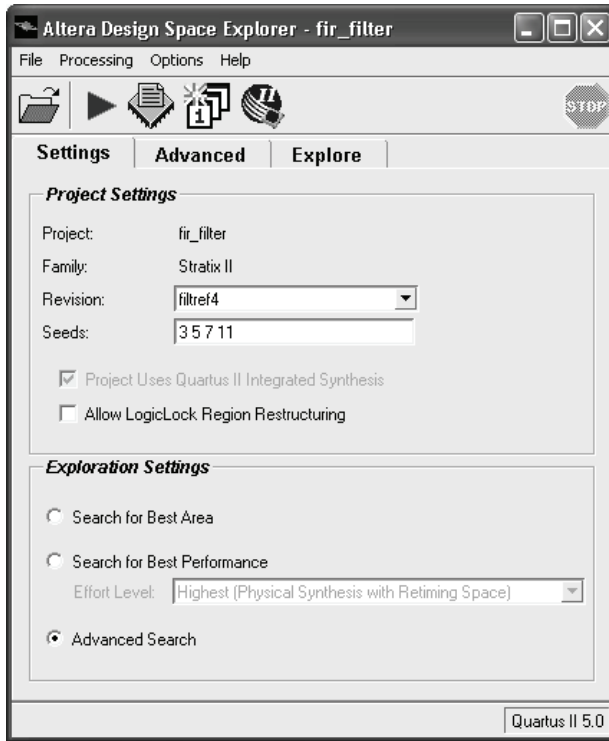 Altera Design Space Explorer - fir_filter
File Processing Options Help
1 STOP
Settings Advanced Explore
Project Settings
Project: fir_filter
Family: Stratix II
Revision: filtref4
Seeds: 3 5 7 11
Project Uses Quartus II Integrated Synthesis
Allow LogicLock Region Restructuring
Exploration Settings
Search for Best Area
Search for Best Performance
Effort Level: Highest (Physical Synthesis with Retiming Space)
Advanced Search
Quartus II 5.0